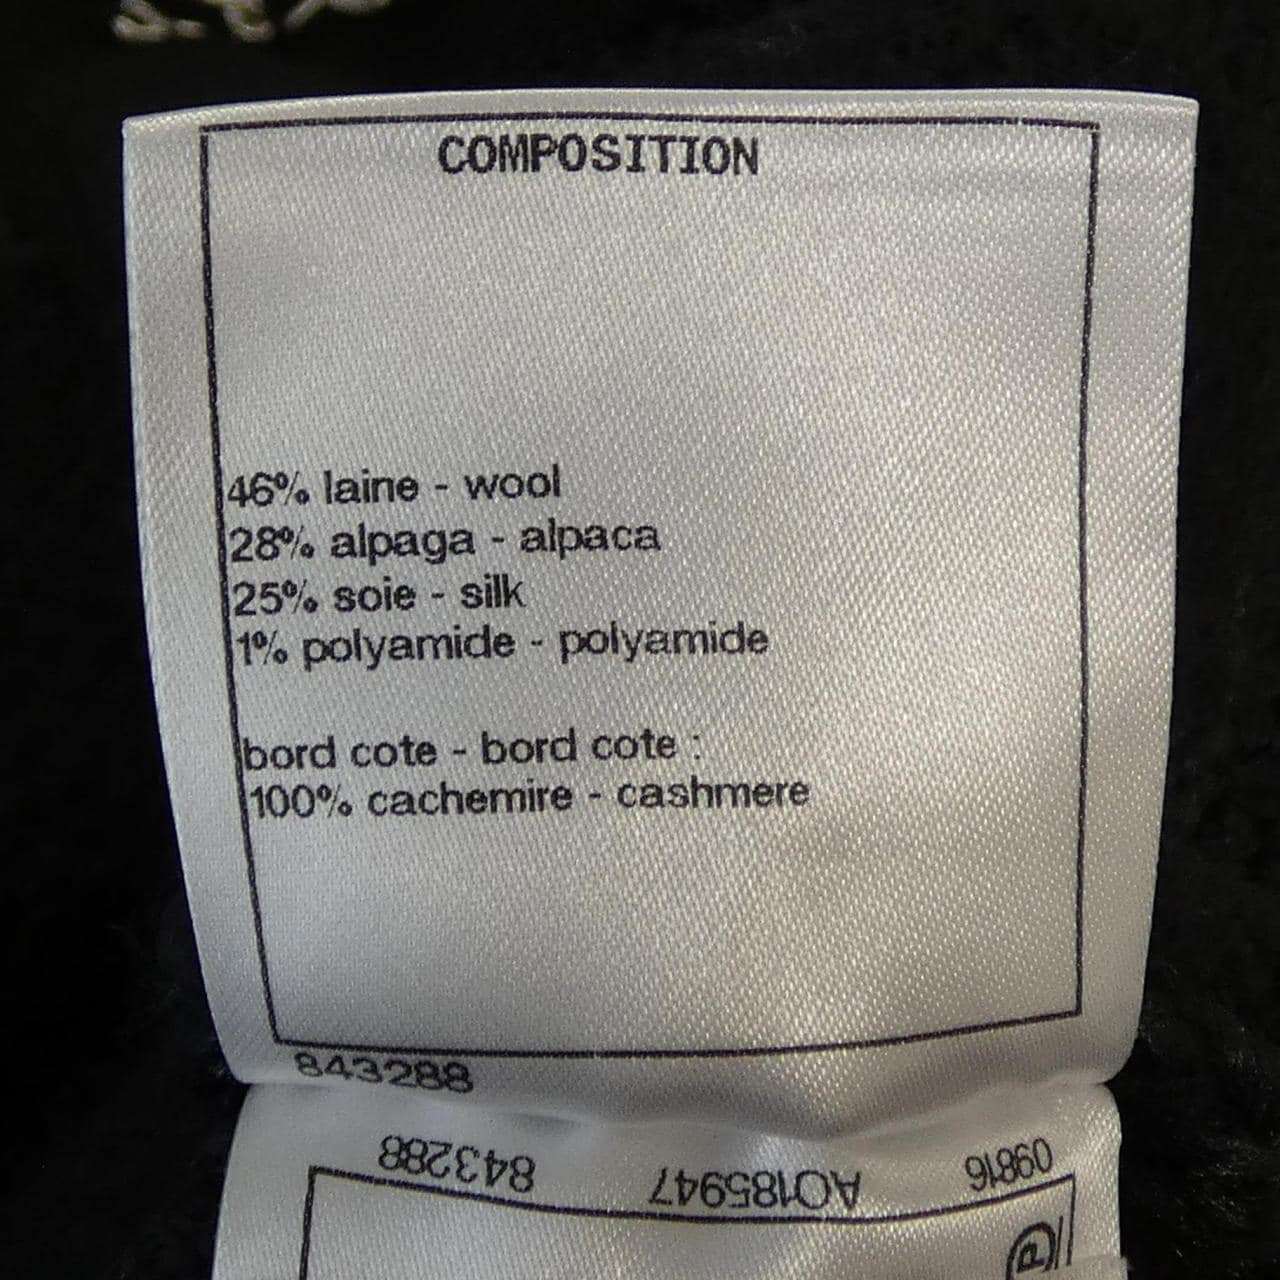 COMPOSITION
46% laine - wool
28% alpaga - alpaca
25% soie - silk
1% polyamide - polyamide
bord cote - bord cote :
100% cachemire - cashmere
843288
09816 AO185947 843288
P